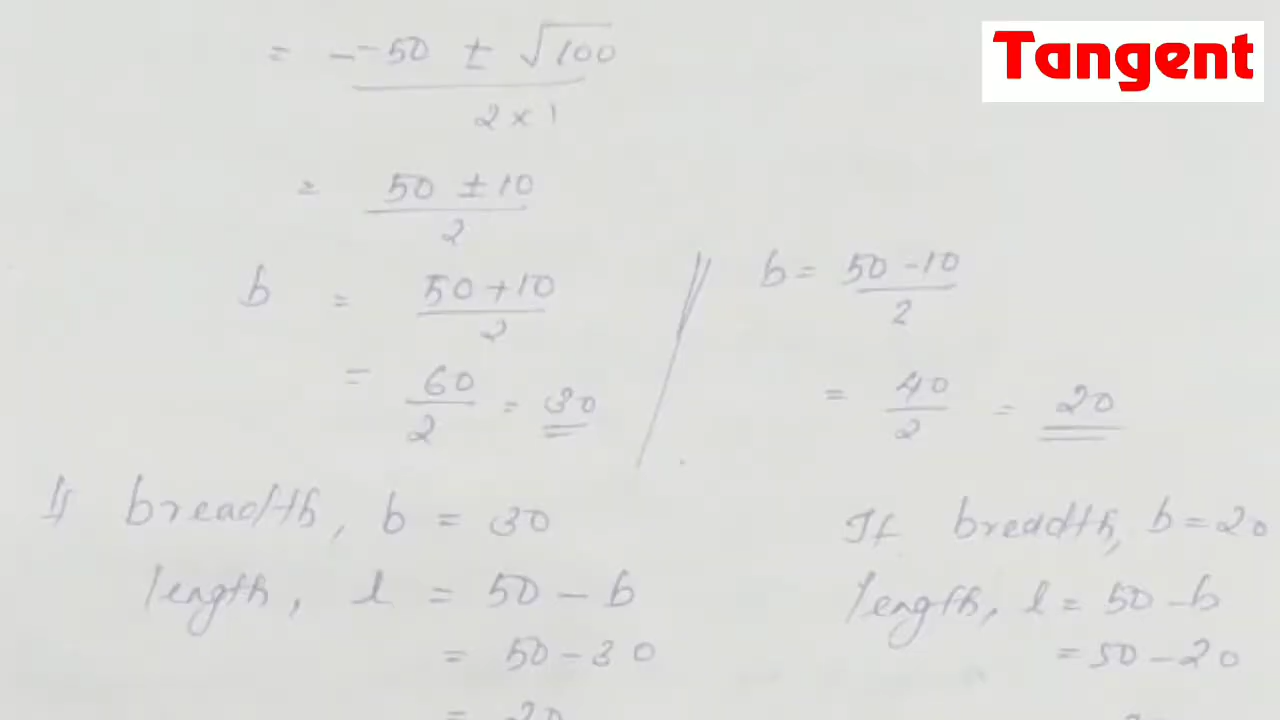 Tangent
= - -50 ± √100
2 × 1
= 50 ± 10
2
b = 50 + 10
2
= 60
2
= 30
b = 50 - 10
2
= 40
2
= 20
If breadth, b = 30
length, l = 50 - b
= 50 - 30
= 20
If breadth, b = 20
length, l = 50 - b
= 50 - 20